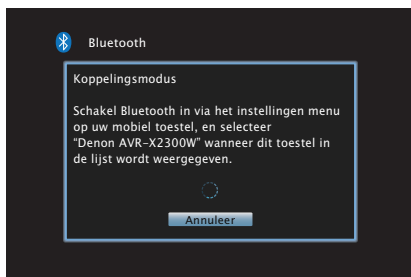 Bluetooth
Koppelingsmodus
Schakel Bluetooth in via het instellingen menu
op uw mobiel toestel, en selecteer
“Denon AVR-X2300W” wanneer dit toestel in
de lijst wordt weergegeven.
Annuleer